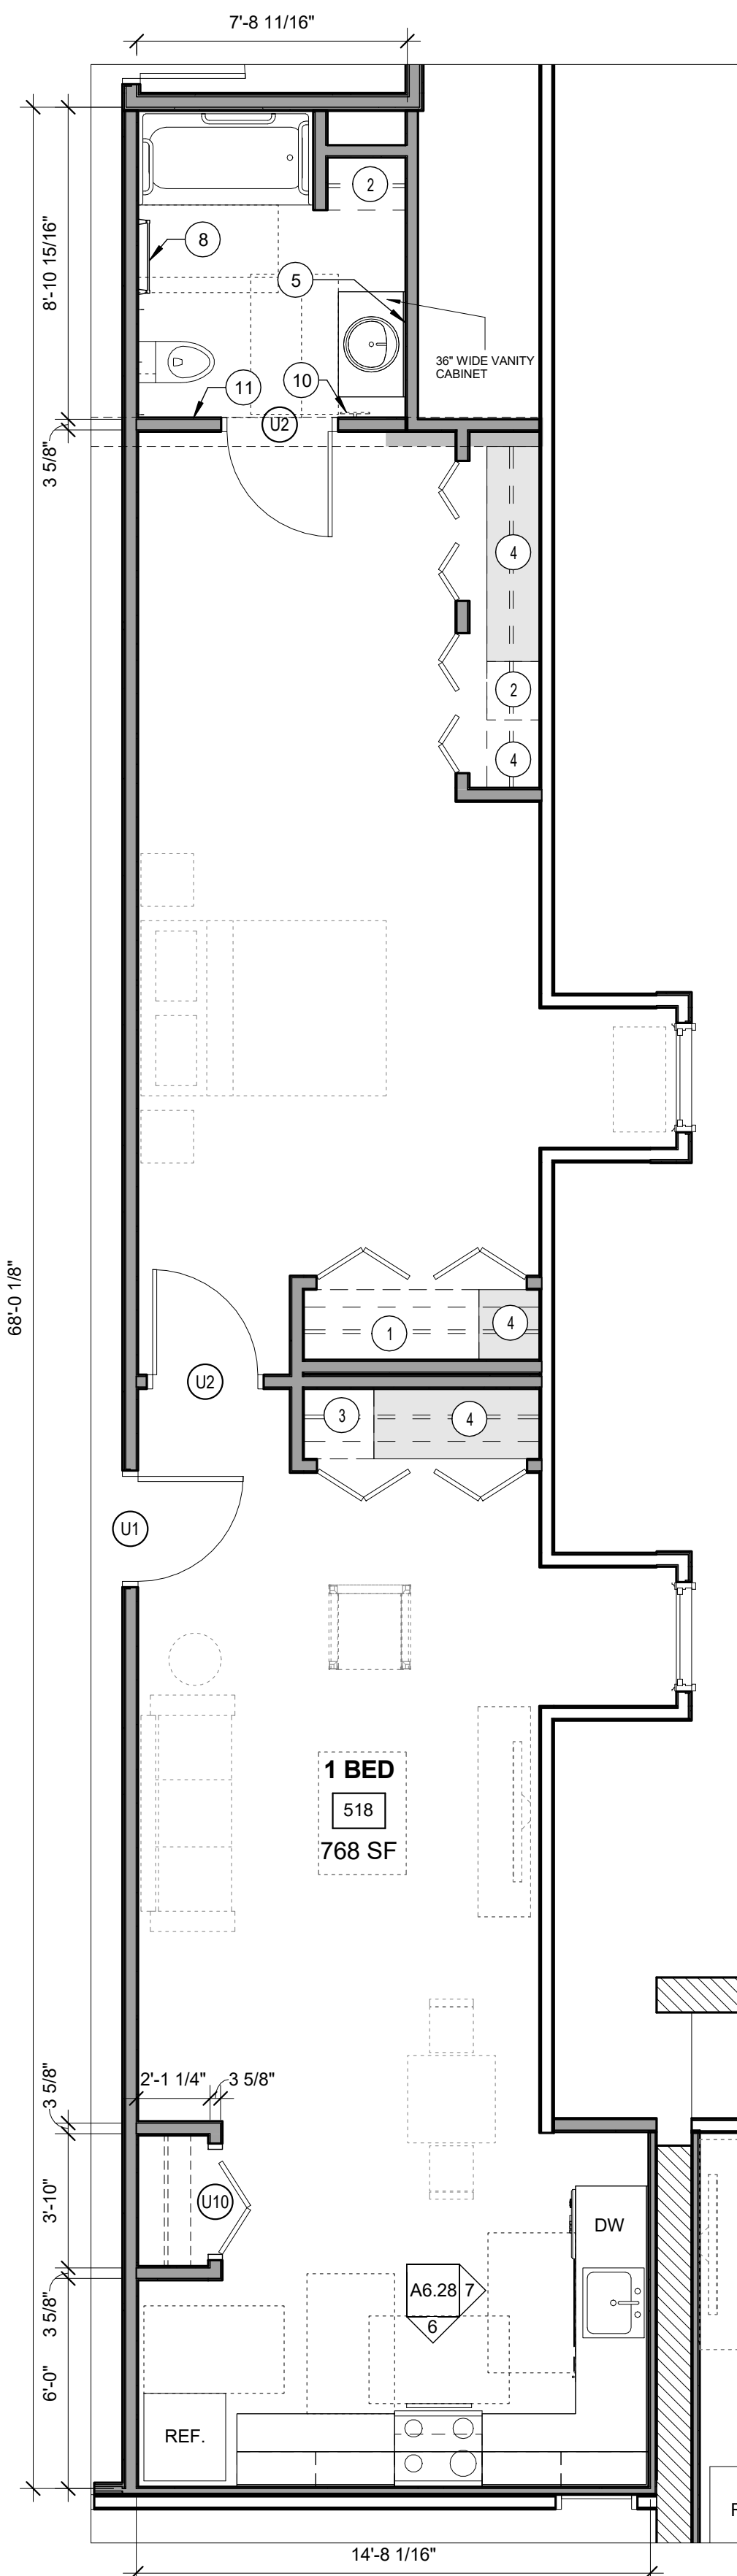 7'-8 11/16"
8'-10 15/16"
2
8
5
36" WIDE VANITY
CABINET
11
10
U2
3 5/8"
4
2
4
68'-0 1/8"
1
4
U2
3
4
U1
1 BED
518
768 SF
3 5/8"
2'-1 1/4"
3 5/8"
3'-10"
U10
DW
A6.28
7
6
3 5/8"
6'-0"
REF.
14'-8 1/16"